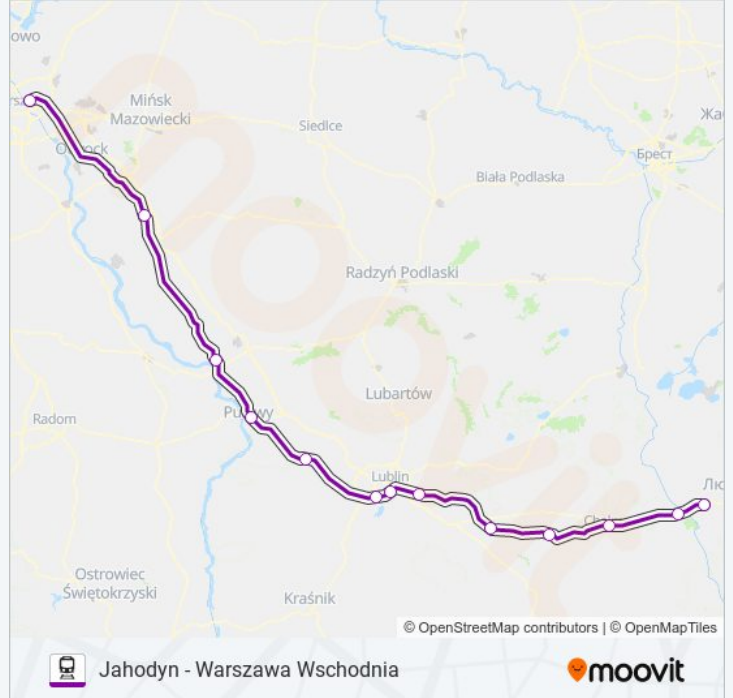 owo
Mińsk
Mazowiecki
Siedlce
Жа
Брест
Biała Podlaska
Radzyń Podlaski
Lubartów
Radom
Lublin
Лю
Ostrowiec
Świętokrzyski
Kraśnik
© OpenStreetMap contributors | © OpenMapTiles
Jahodyn - Warszawa Wschodnia
moovit